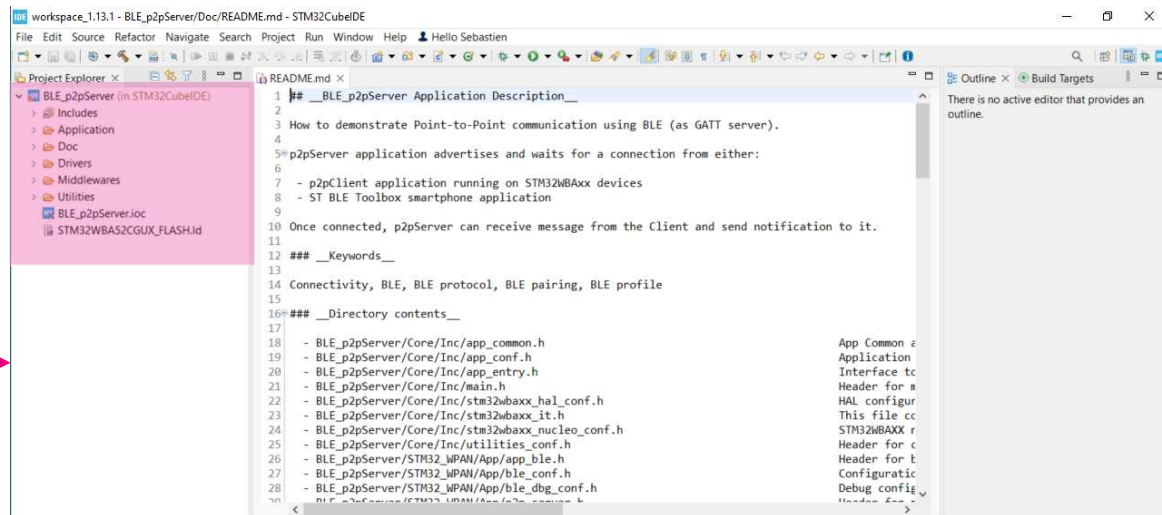 workspace_1.13.1 - BLE_p2pServer/Doc/README.md - STM32CubeIDE
File Edit Source Refactor Navigate Search Project Run Window Help Hello Sebastien
Project Explorer
BLE_p2pServer (in STM32CubeIDE)
Includes
Application
Doc
Drivers
Middlewares
Utilities
BLE_p2pServer.ioc
STM32WBA52CGUX_FLASH.ld
README.md
1 ## __BLE_p2pServer Application Description__
2
3 How to demonstrate Point-to-Point communication using BLE (as GATT server).
4
5 p2pServer application advertises and waits for a connection from either:
6
7 - p2pClient application running on STM32WBAxx devices
8 - ST BLE Toolbox smartphone application
9
10 Once connected, p2pServer can receive message from the Client and send notification to it.
11
12 ### __Keywords__
13
14 Connectivity, BLE, BLE protocol, BLE pairing, BLE profile
15
16 ### __Directory contents__
17
18 - BLE_p2pServer/Core/Inc/app_common.h App Common a
19 - BLE_p2pServer/Core/Inc/app_conf.h Application
20 - BLE_p2pServer/Core/Inc/app_entry.h Interface to
21 - BLE_p2pServer/Core/Inc/main.h Header for m
22 - BLE_p2pServer/Core/Inc/stm32wbaxx_hal_conf.h HAL configur
23 - BLE_p2pServer/Core/Inc/stm32wbaxx_it.h This file co
24 - BLE_p2pServer/Core/Inc/stm32wbaxx_nucleo_conf.h STM32WBAXX
25 - BLE_p2pServer/Core/Inc/utilities_conf.h Header for
26 - BLE_p2pServer/STM32_WPAN/App/app_ble.h Header for b
27 - BLE_p2pServer/STM32_WPAN/App/ble_conf.h Configuratio
28 - BLE_p2pServer/STM32_WPAN/App/ble_dbg_conf.h Debug config
Outline Build Targets
There is no active editor that provides an
outline.